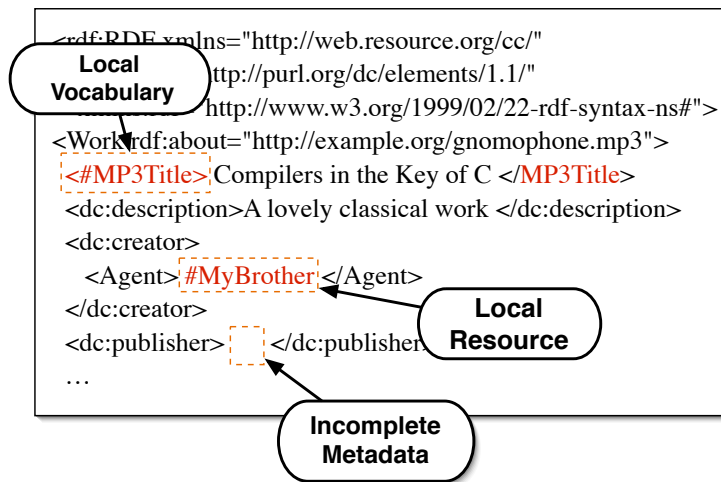 <rdf:RDF xmlns="http://web.resource.org/cc/"
Local
Vocabulary
ttp://purl.org/dc/elements/1.1/"
http://www.w3.org/1999/02/22-rdf-syntax-ns#">
<Work rdf:about="http://example.org/gnomophone.mp3">
<#MP3Title> Compilers in the Key of C </MP3Title>
<dc:description>A lovely classical work </dc:description>
<dc:creator>
<Agent> #MyBrother </Agent>
</dc:creator>
Local
Resource
<dc:publisher> </dc:publisher
…
Incomplete
Metadata